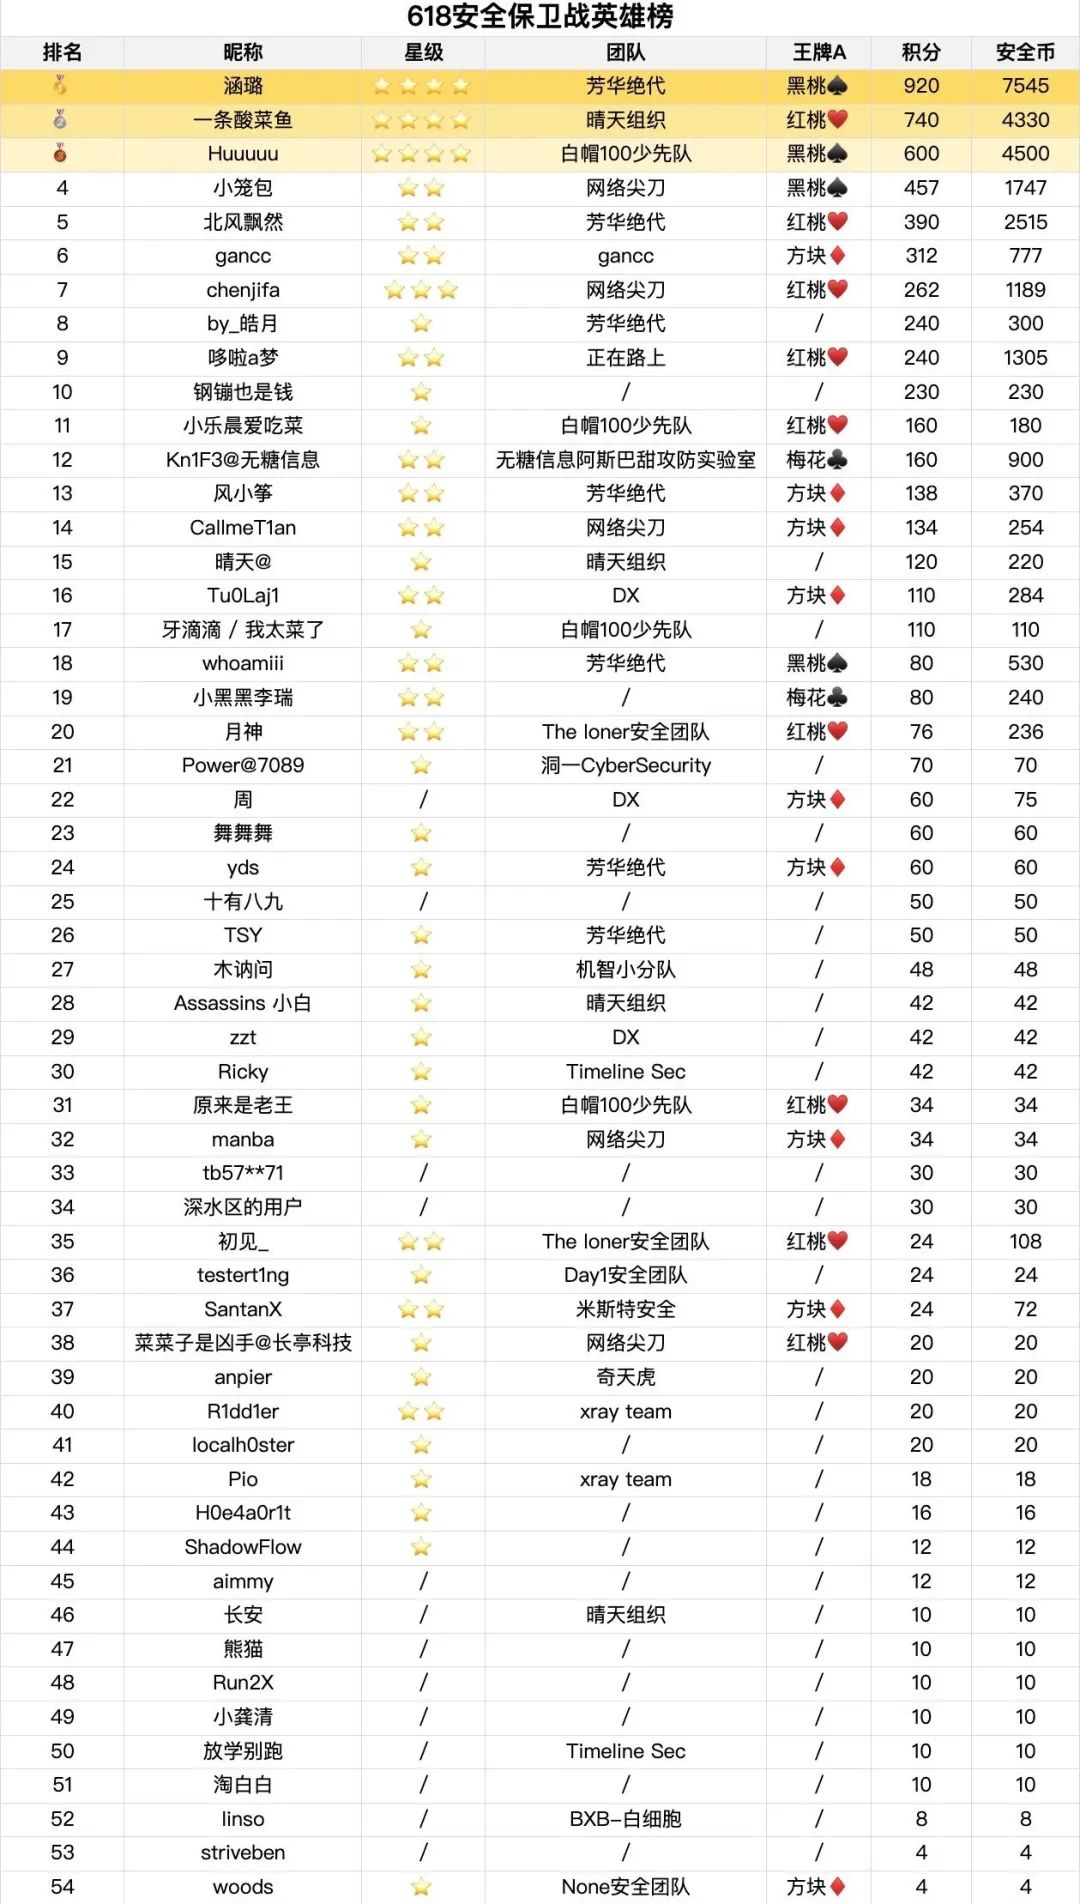 618安全保卫战英雄榜
排名 昵称 星级 团队 王牌A 积分 安全币
涵璐 芳华绝代 黑桃♠️ 920 7545
一条酸菜鱼 晴天组织 红桃♥️ 740 4330
Huuuuu 白帽100少先队 黑桃♠️ 600 4500
4 小笼包 网络尖刀 黑桃♠️ 457 1747
5 北风飘然 芳华绝代 红桃♥️ 390 2515
6 gancc gancc 方块♦️ 312 777
7 chenjifa 网络尖刀 红桃♥️ 262 1189
8 by_皓月 芳华绝代 / 240 300
9 哆啦a梦 正在路上 红桃♥️ 240 1305
10 钢镚也是钱 / / 230 230
11 小乐晨爱吃菜 白帽100少先队 红桃♥️ 160 180
12 Kn1F3@无糖信息 无糖信息阿斯巴甜攻防实验室 梅花♣️ 160 900
13 风小筝 芳华绝代 方块♦️ 138 370
14 CallmeT1an 网络尖刀 方块♦️ 134 254
15 晴天@ 晴天组织 / 120 220
16 Tu0Laj1 DX 方块♦️ 110 284
17 牙滴滴 / 我太菜了 白帽100少先队 / 110 110
18 whoamiii 芳华绝代 黑桃♠️ 80 530
19 小黑黑李瑞 / 梅花♣️ 80 240
20 月神 The loner安全团队 红桃♥️ 76 236
21 Power@7089 洞一CyberSecurity / 70 70
22 周 / DX 方块♦️ 60 75
23 舞舞舞 / / 60 60
24 yds 芳华绝代 方块♦️ 60 60
25 十有八九 / / / 50 50
26 TSY 芳华绝代 / 50 50
27 木讷问 机智小分队 / 48 48
28 Assassins 小白 晴天组织 / 42 42
29 zzt DX / 42 42
30 Ricky Timeline Sec / 42 42
31 原来是老王 白帽100少先队 红桃♥️ 34 34
32 manba 网络尖刀 方块♦️ 34 34
33 tb57**71 / / / 30 30
34 深水区的用户 / / / 30 30
35 初见_ The loner安全团队 红桃♥️ 24 108
36 testert1ng Day1安全团队 / 24 24
37 SantanX 米斯特安全 方块♦️ 24 72
38 菜菜子是凶手@长亭科技 网络尖刀 红桃♥️ 20 20
39 anpier 奇天虎 / 20 20
40 R1dd1er xray team / 20 20
41 localh0ster / / 20 20
42 Pio xray team / 18 18
43 H0e4a0r1t / / 16 16
44 ShadowFlow / / 12 12
45 aimmy / / / 12 12
46 长安 / 晴天组织 / 10 10
47 熊猫 / / / 10 10
48 Run2X / / / 10 10
49 小龚清 / / / 10 10
50 放学别跑 / Timeline Sec / 10 10
51 淘白白 / / / 10 10
52 linso / BXB-白细胞 / 8 8
53 striveben / / / 4 4
54 woods None安全团队 方块♦️ 4 4